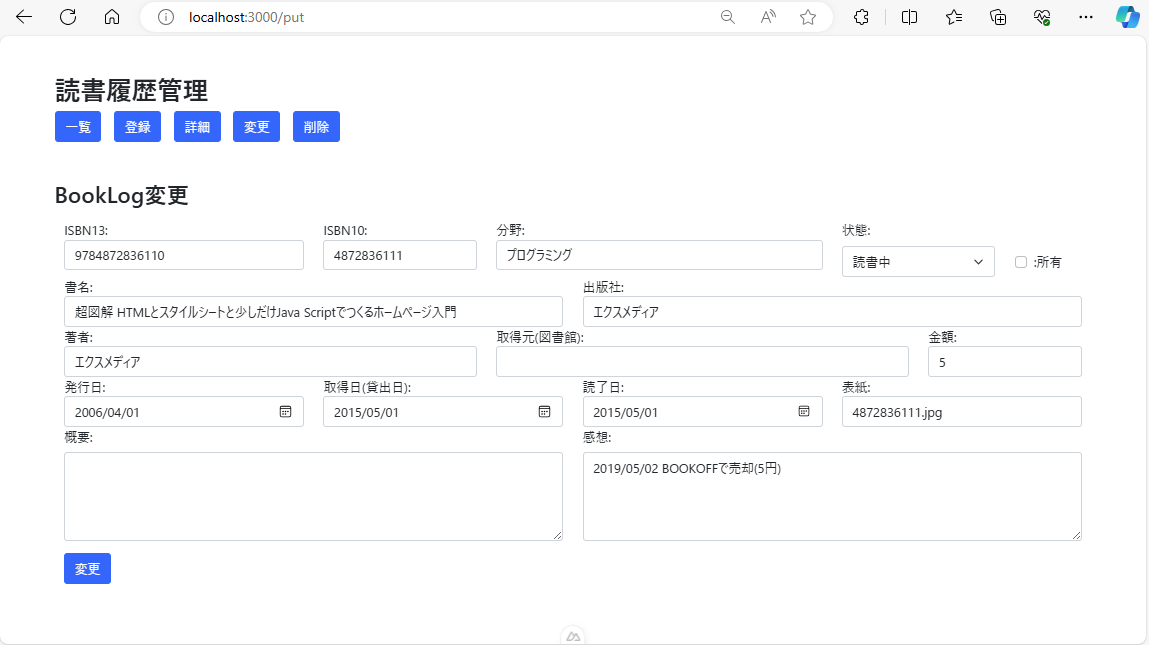 localhost:3000/put
読書履歴管理
一覧 登録 詳細 変更 削除
BookLog変更
ISBN13: ISBN10: 分野: 状態:
9784872836110 4872836111 プログラミング 読書中 :所有
書名: 出版社:
超図解 HTMLとスタイルシートと少しだけJava Scriptでつくるホームページ入門 エクスメディア
著者: 取得元(図書館): 金額:
エクスメディア 5
発行日: 取得日(貸出日): 読了日: 表紙:
2006/04/01 2015/05/01 2015/05/01 4872836111.jpg
概要: 感想:
2019/05/02 BOOKOFFで売却(5円)
変更